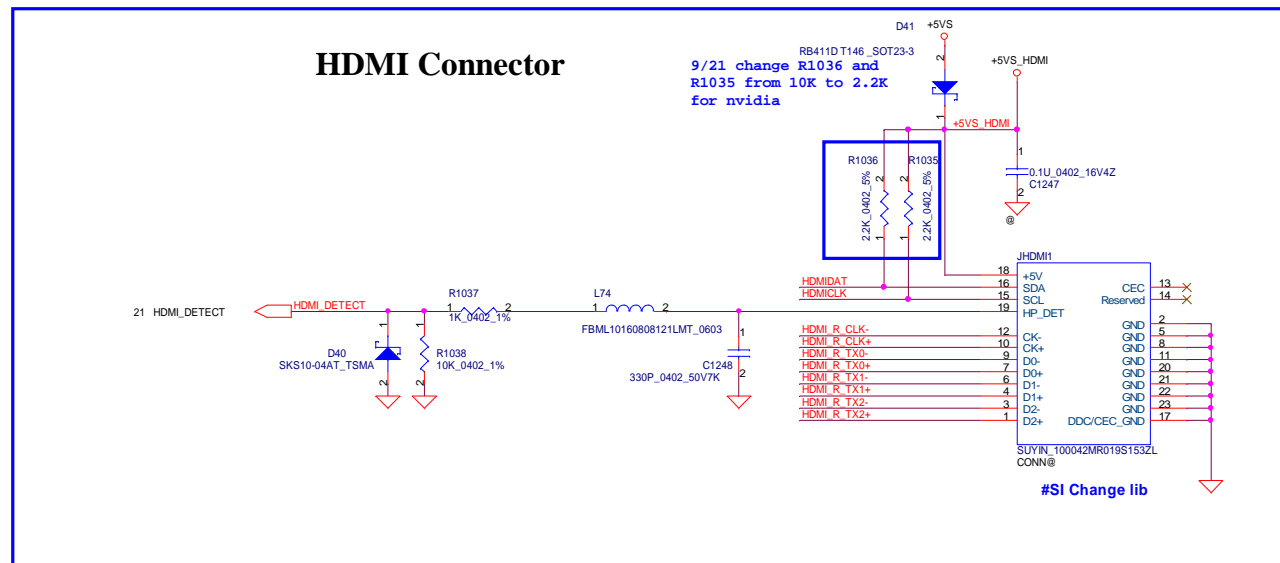 HDMI Connector
D41
+5VS
RB411D T146 _SOT23-3
9/21 change R1036 and
R1035 from 10K to 2.2K
for nvidia
2
1
+5VS_HDMI
+5VS_HDMI
1
0.1U_0402_16V4Z
C1247
2
@
R1036
R1035
2
2
2.2K_0402_5%
2.2K_0402_5%
1
1
JHDMI1
HDMIDAT
HDMICLK
18
16
15
19
+5V
SDA
SCL
HP_DET
CEC
Reserved
13
14
21 HDMI_DETECT
HDMI_DETECT
R1037
1
2
1K_0402_1%
L74
1
2
FBML10160808121LMT_0603
1
D40
SKS10-04AT_TSMA
2
1
R1038
10K_0402_1%
2
1
C1248
2
330P_0402_50V7K
HDMI_R_CLK- 12 CK-
HDMI_R_CLK+ 10 CK+
HDMI_R_TX0- 9 D0-
HDMI_R_TX0+ 7 D0+
HDMI_R_TX1- 6 D1-
HDMI_R_TX1+ 4 D1+
HDMI_R_TX2- 3 D2-
HDMI_R_TX2+ 1 D2+
GND 2
GND 5
GND 8
GND 11
GND 20
GND 21
GND 22
GND 23
DDC/CEC_GND 17
SUYIN_100042MR019S153ZL
CONN@
#SI Change lib